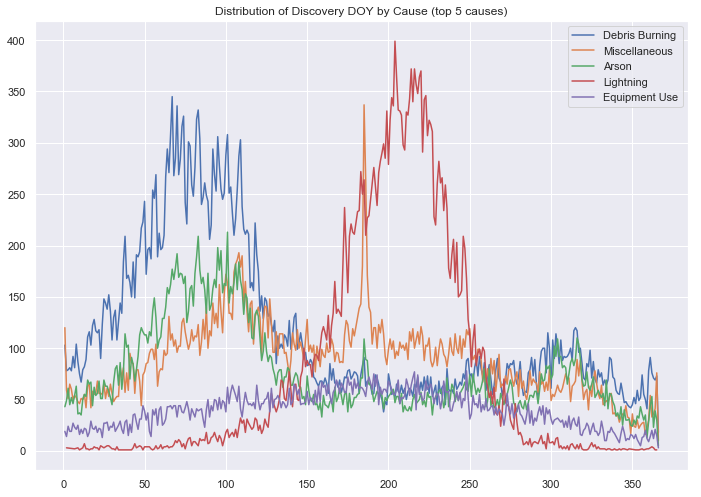 Distribution of Discovery DOY by Cause (top 5 causes)
Debris Burning
Miscellaneous
Arson
Lightning
Equipment Use
400
350
300
250
200
150
100
50
0
0 50 100 150 200 250 300 350